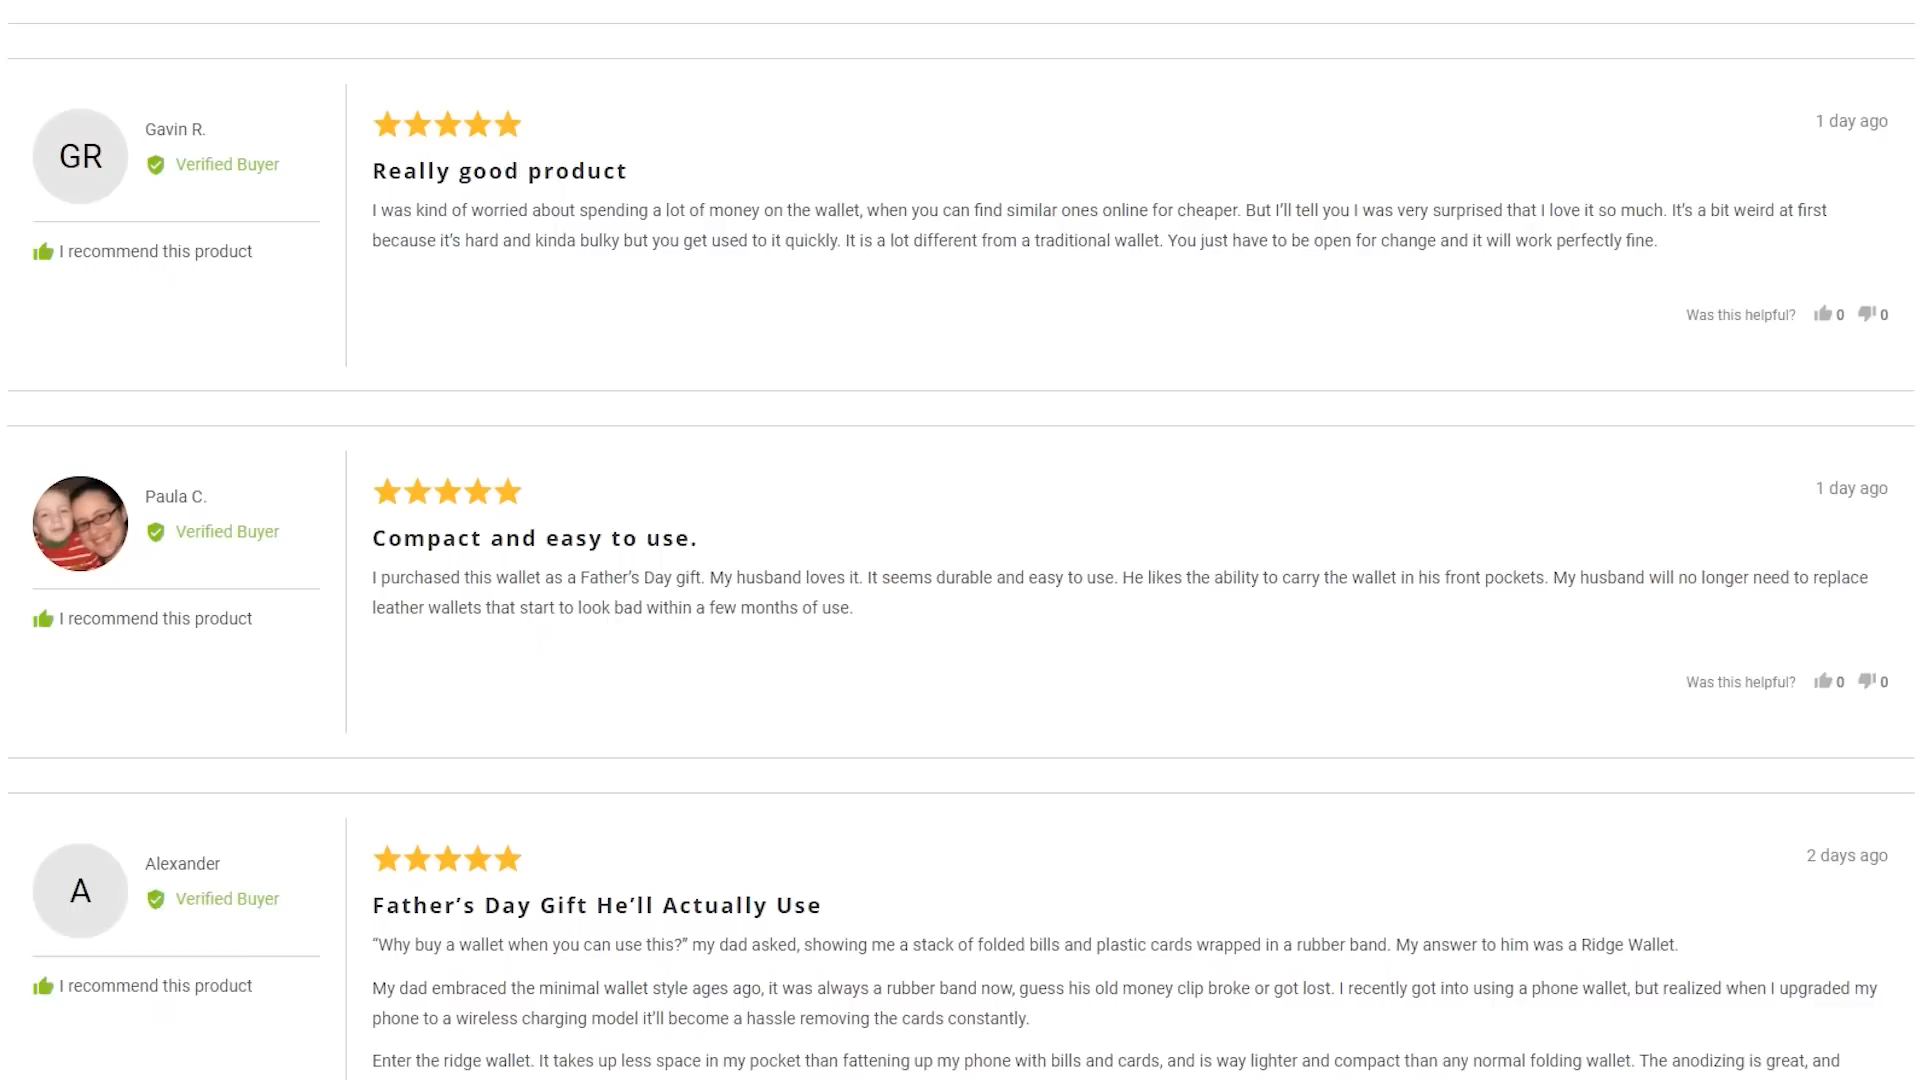 GR
Gavin R.
Verified Buyer
I recommend this product
1 day ago
Really good product
I was kind of worried about spending a lot of money on the wallet, when you can find similar ones online for cheaper. But I’ll tell you I was very surprised that I love it so much. It’s a bit weird at first
because it’s hard and kinda bulky but you get used to it quickly. It is a lot different from a traditional wallet. You just have to be open for change and it will work perfectly fine.
Was this helpful? 0 0
Paula C.
Verified Buyer
I recommend this product
1 day ago
Compact and easy to use.
I purchased this wallet as a Father’s Day gift. My husband loves it. It seems durable and easy to use. He likes the ability to carry the wallet in his front pockets. My husband will no longer need to replace
leather wallets that start to look bad within a few months of use.
Was this helpful? 0 0
A
Alexander
Verified Buyer
I recommend this product
2 days ago
Father’s Day Gift He’ll Actually Use
“Why buy a wallet when you can use this?” my dad asked, showing me a stack of folded bills and plastic cards wrapped in a rubber band. My answer to him was a Ridge Wallet.
My dad embraced the minimal wallet style ages ago, it was always a rubber band now, guess his old money clip broke or got lost. I recently got into using a phone wallet, but realized when I upgraded my
phone to a wireless charging model it’ll become a hassle removing the cards constantly.
Enter the ridge wallet. It takes up less space in my pocket than fattening up my phone with bills and cards, and is way lighter and compact than any normal folding wallet. The anodizing is great, and